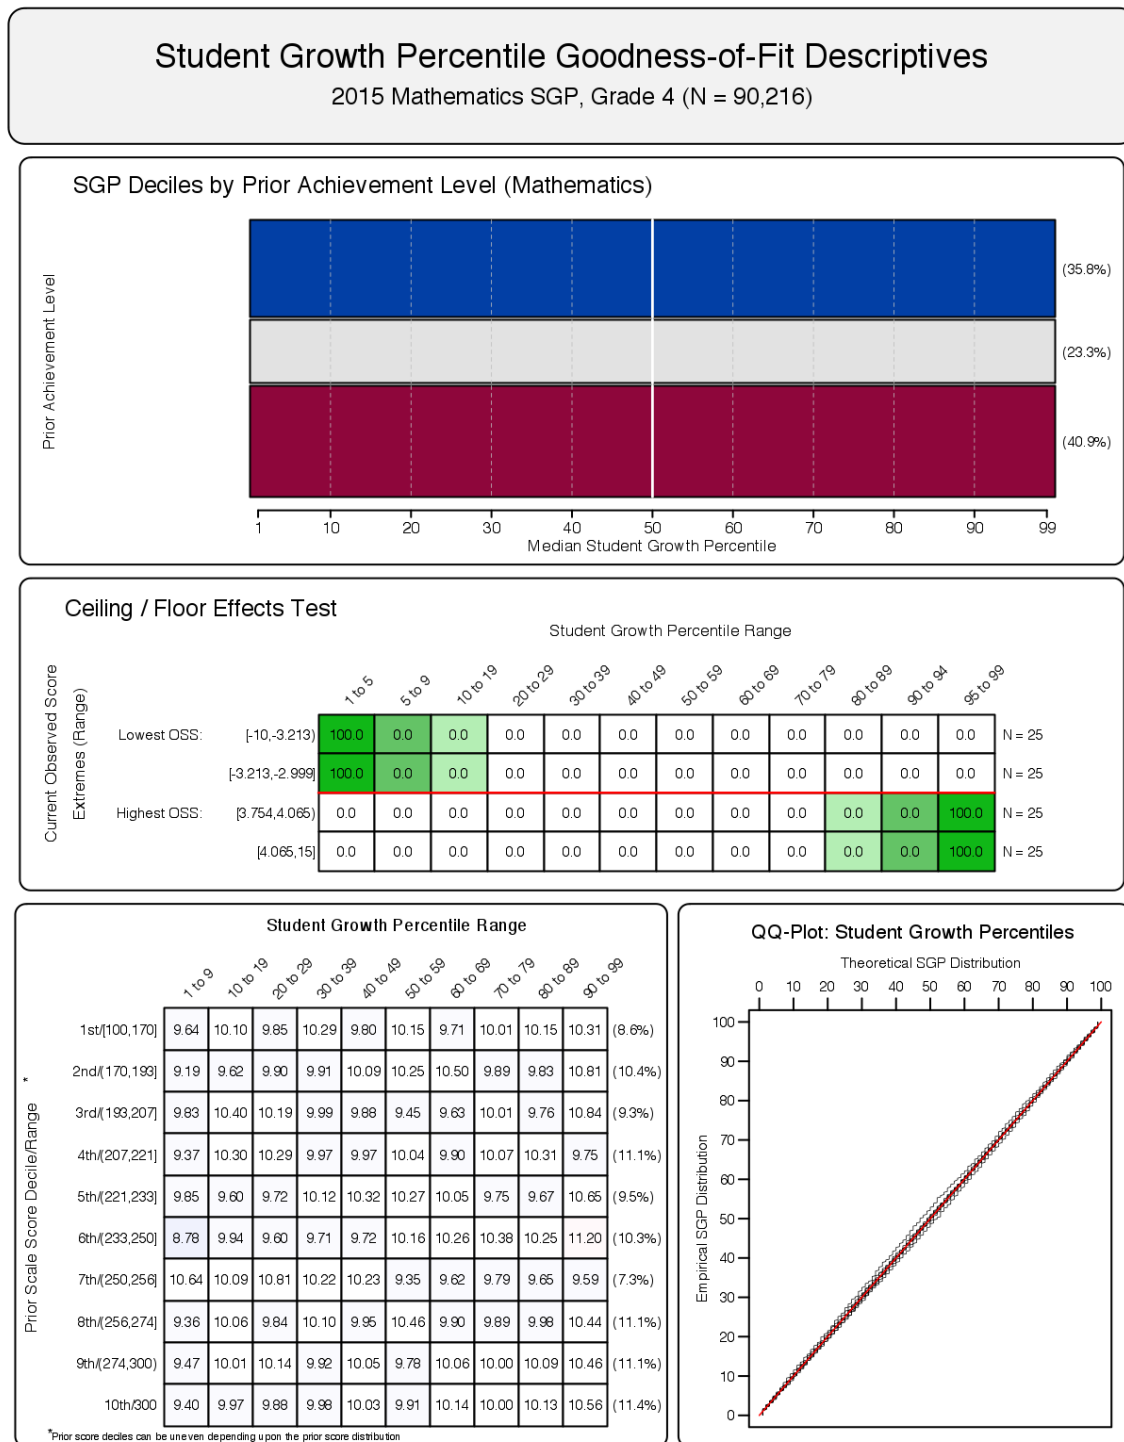 Student Growth Percentile Goodness-of-Fit Descriptives
2015 Mathematics SGP, Grade 4 (N = 90,216)
SGP Deciles by Prior Achievement Level (Mathematics)
Prior Achievement Level
(35.8%)
(23.3%)
(40.9%)
1 10 20 30 40 50 60 70 80 90 99
Median Student Growth Percentile
Ceiling / Floor Effects Test
Student Growth Percentile Range
Current Observed Score
Extremes (Range)
1 to 5 5 to 9 10 to 19 20 to 29 30 to 39 40 to 49 50 to 59 60 to 69 70 to 79 80 to 89 90 to 94 95 to 99
Lowest OSS: [-10,-3.213) 100.0 0.0 0.0 0.0 0.0 0.0 0.0 0.0 0.0 0.0 0.0 0.0 N = 25
[-3.213,-2.999] 100.0 0.0 0.0 0.0 0.0 0.0 0.0 0.0 0.0 0.0 0.0 0.0 N = 25
Highest OSS: [3.754,4.065) 0.0 0.0 0.0 0.0 0.0 0.0 0.0 0.0 0.0 0.0 0.0 100.0 N = 25
[4.065,15] 0.0 0.0 0.0 0.0 0.0 0.0 0.0 0.0 0.0 0.0 0.0 100.0 N = 25
Student Growth Percentile Range
Prior Scale Score Decile/Range *
1 to 9 10 to 19 20 to 29 30 to 39 40 to 49 50 to 59 60 to 69 70 to 79 80 to 89 90 to 99
1st/[100,170] 9.64 10.10 9.85 10.29 9.80 10.15 9.71 10.01 10.15 10.31 (8.6%)
2nd/(170,193] 9.19 9.62 9.90 9.91 10.09 10.25 10.50 9.89 9.83 10.81 (10.4%)
3rd/(193,207] 9.83 10.40 10.19 9.99 9.88 9.45 9.63 10.01 9.76 10.84 (9.3%)
4th/(207,221] 9.37 10.30 10.29 9.97 9.97 10.04 9.90 10.07 10.31 9.75 (11.1%)
5th/(221,233] 9.85 9.60 9.72 10.12 10.32 10.27 10.05 9.75 9.67 10.65 (9.5%)
6th/(233,250] 8.78 9.94 9.60 9.71 9.72 10.16 10.26 10.38 10.25 11.20 (10.3%)
7th/(250,256] 10.64 10.09 10.81 10.22 10.23 9.35 9.62 9.79 9.65 9.59 (7.3%)
8th/(256,274] 9.36 10.06 9.84 10.10 9.95 10.46 9.90 9.89 9.98 10.44 (11.1%)
9th/(274,300) 9.47 10.01 10.14 9.92 10.05 9.78 10.06 10.00 10.09 10.46 (11.1%)
10th/300 9.40 9.97 9.88 9.98 10.03 9.91 10.14 10.00 10.13 10.56 (11.4%)
*Prior score deciles can be uneven depending upon the prior score distribution
QQ-Plot: Student Growth Percentiles
Theoretical SGP Distribution
0 10 20 30 40 50 60 70 80 90 100
Empirical SGP Distribution
100
90
80
70
60
50
40
30
20
10
0